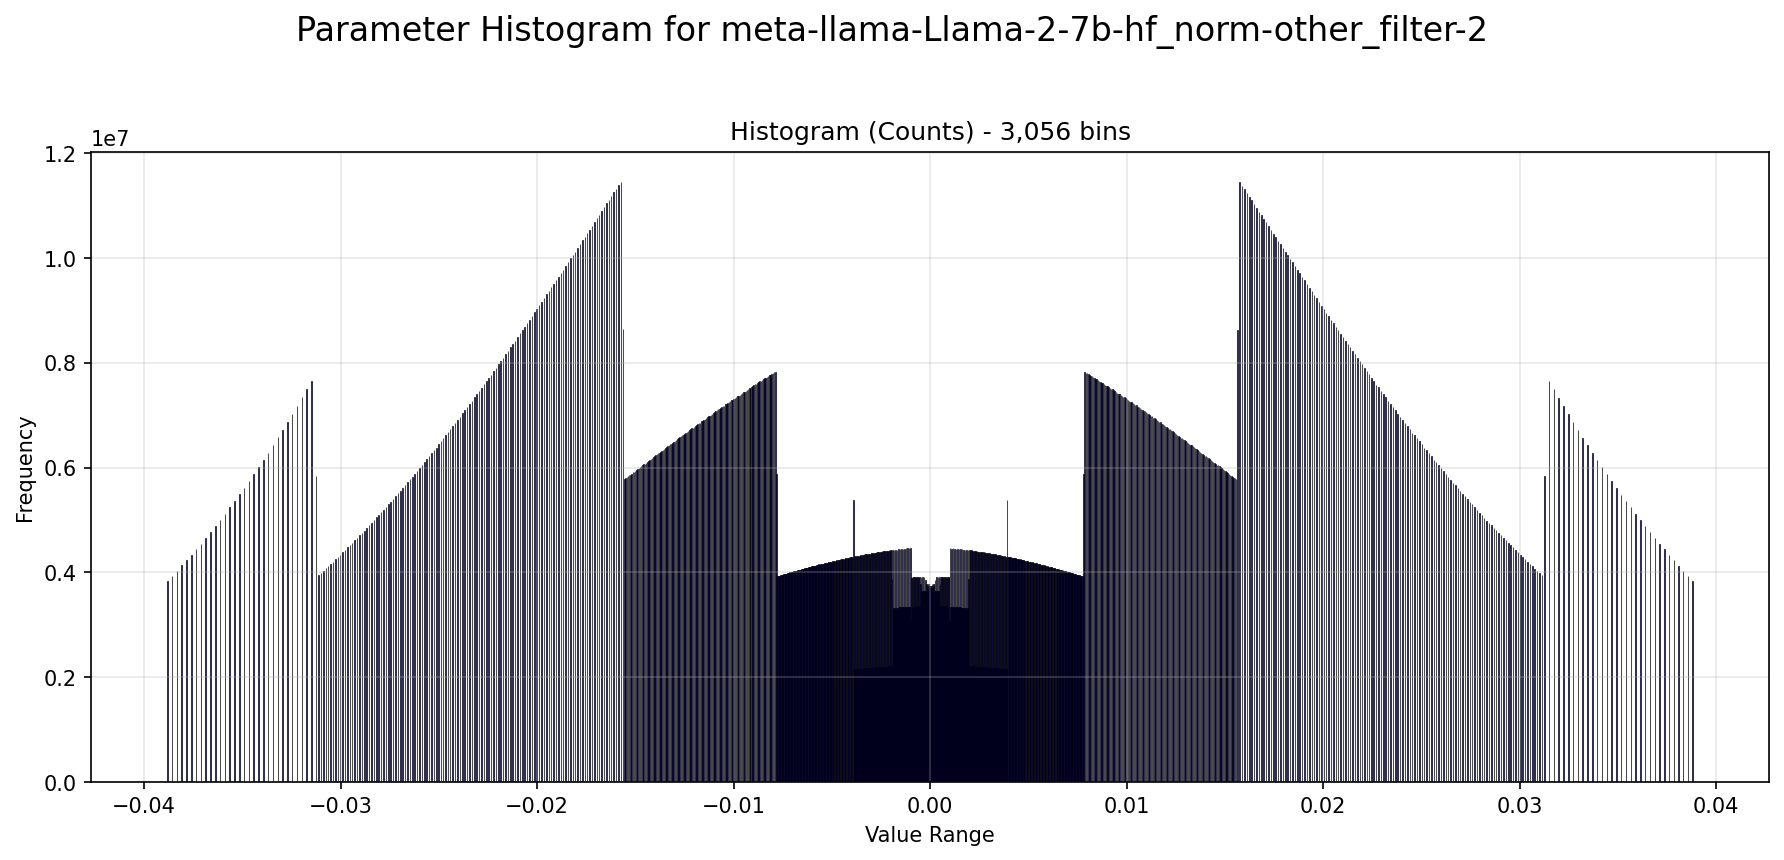 Parameter Histogram for meta-llama-Llama-2-7b-hf_norm-other_filter-2
Histogram (Counts) - 3,056 bins
1e7
1.2
1.0
0.8
0.6
0.4
0.2
0.0
Frequency
−0.04 −0.03 −0.02 −0.01 0.00 0.01 0.02 0.03 0.04
Value Range